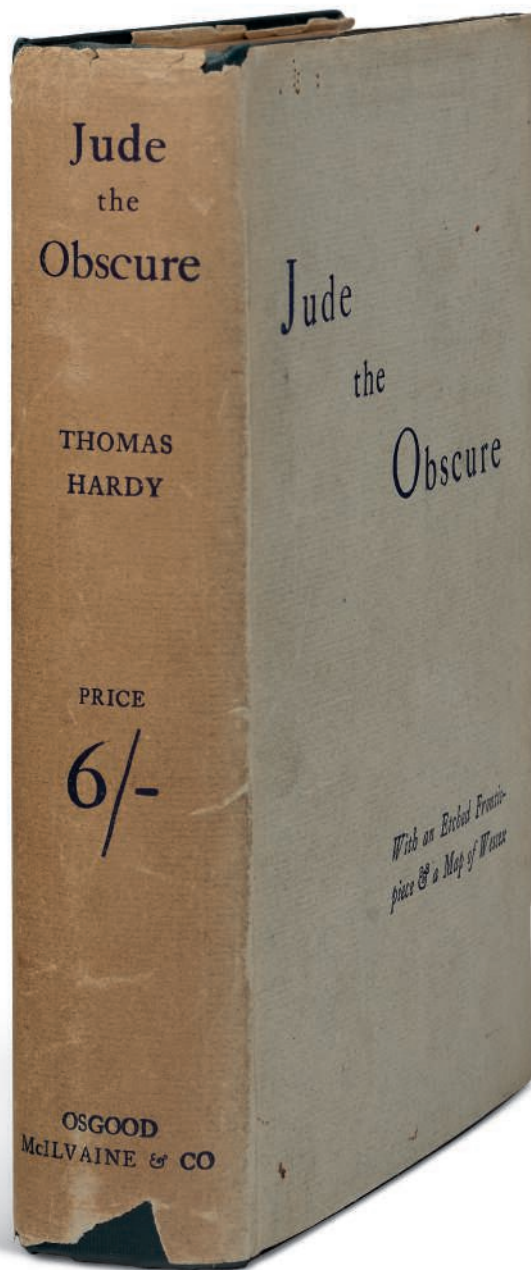 Jude
the
Obscure
THOMAS
HARDY
PRICE
6/-
OSGOOD
McILVAINE & CO
Jude
the
Obscure
With an Etched Frontis-
piece & a Map of Wessex